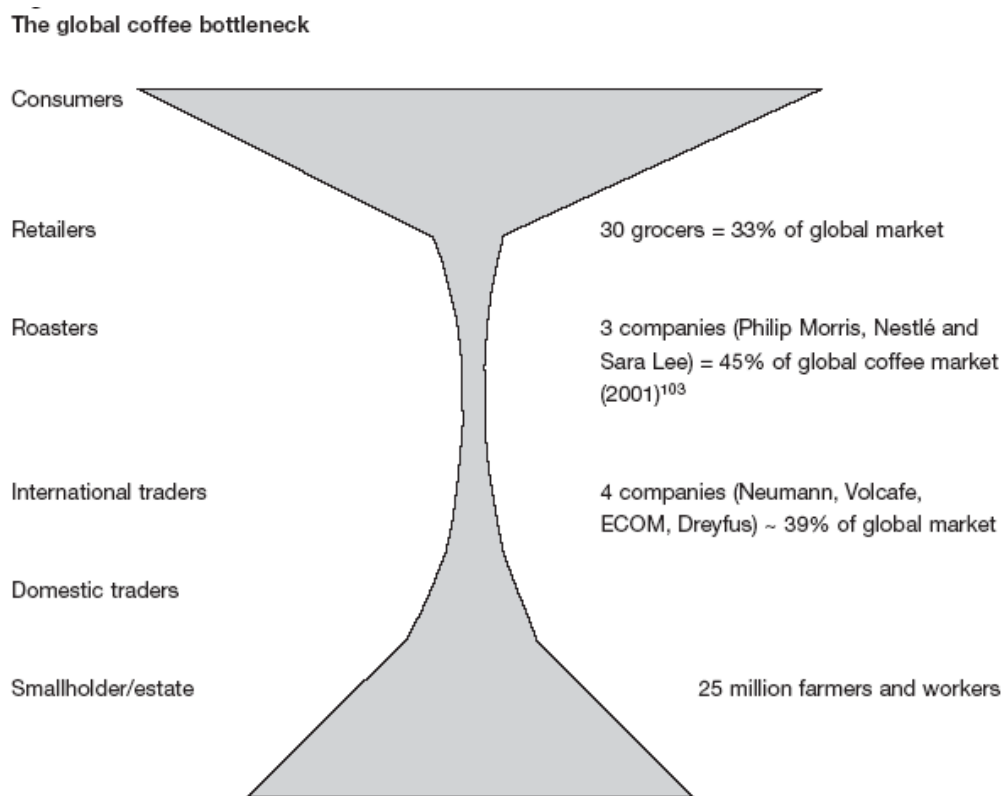 The global coffee bottleneck
Consumers
Retailers
30 grocers = 33% of global market
Roasters
3 companies (Philip Morris, Nestlé and
Sara Lee) = 45% of global coffee market
(2001)¹⁰³
International traders
4 companies (Neumann, Volcafe,
ECOM, Dreyfus) ~ 39% of global market
Domestic traders
Smallholder/estate
25 million farmers and workers